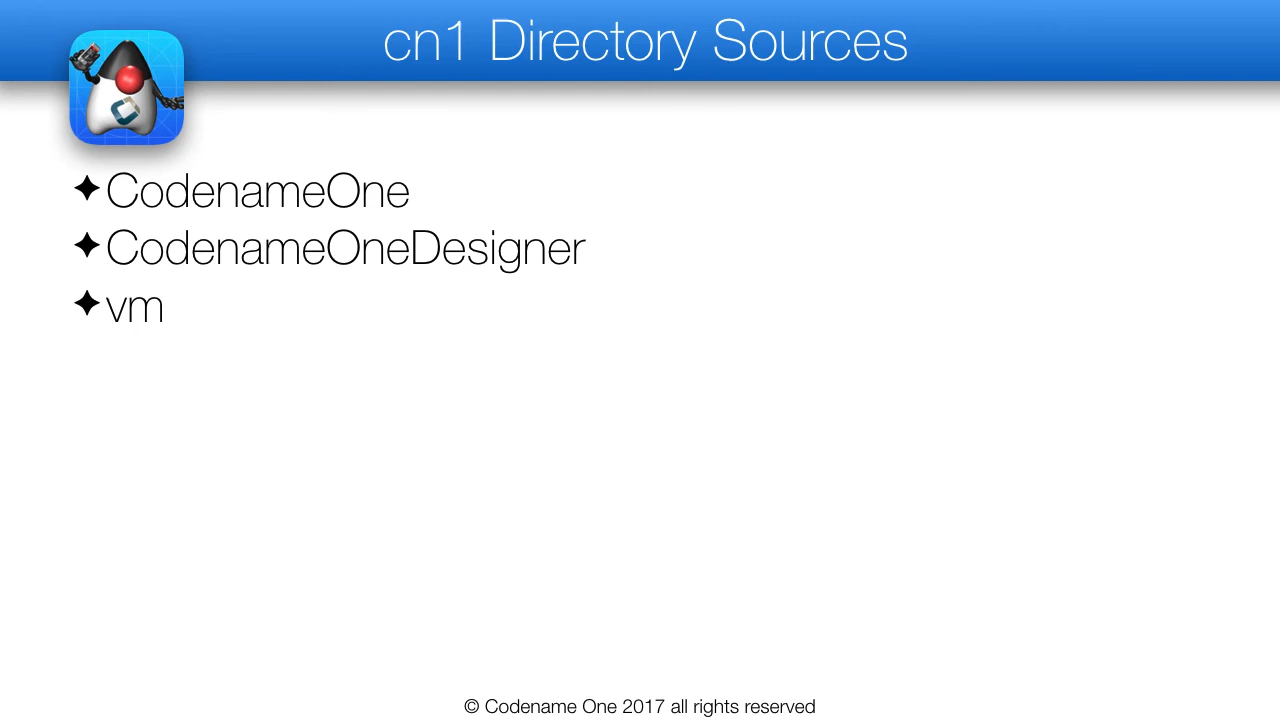 cn1 Directory Sources
✦CodenameOne
✦CodenameOneDesigner
✦vm
© Codename One 2017 all rights reserved